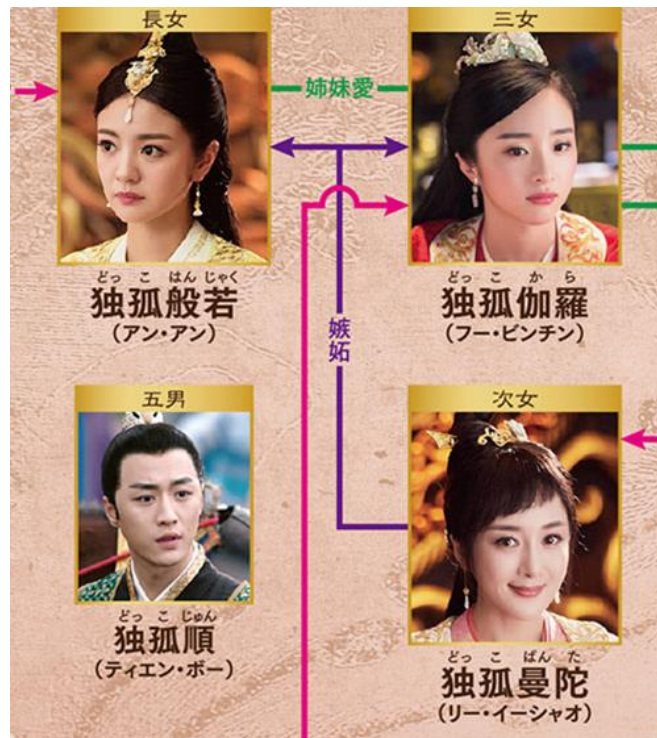 長女
三女
姉妹愛
どっこ はんじゃく
独孤般若
（アン・アン）
どっこ から
独孤伽羅
（フー・ビンチン）
嫉妬
五男
次女
どっこ じゅん
独孤順
（ティエン・ボー）
どっこ ばんた
独孤曼陀
（リー・イーシャオ）